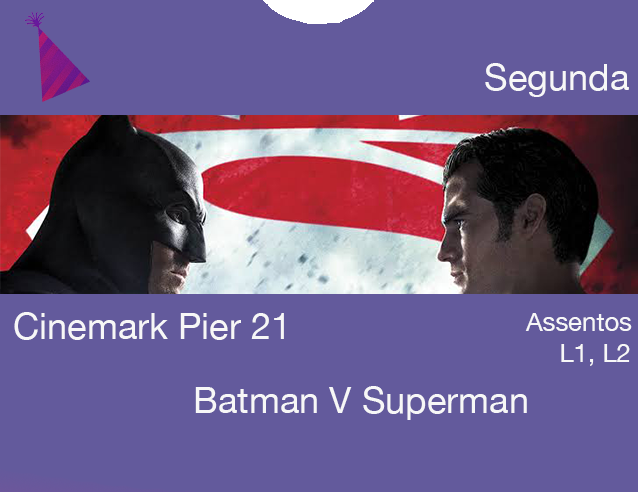 Segunda
Cinemark Pier 21
Assentos
L1, L2
Batman V Superman